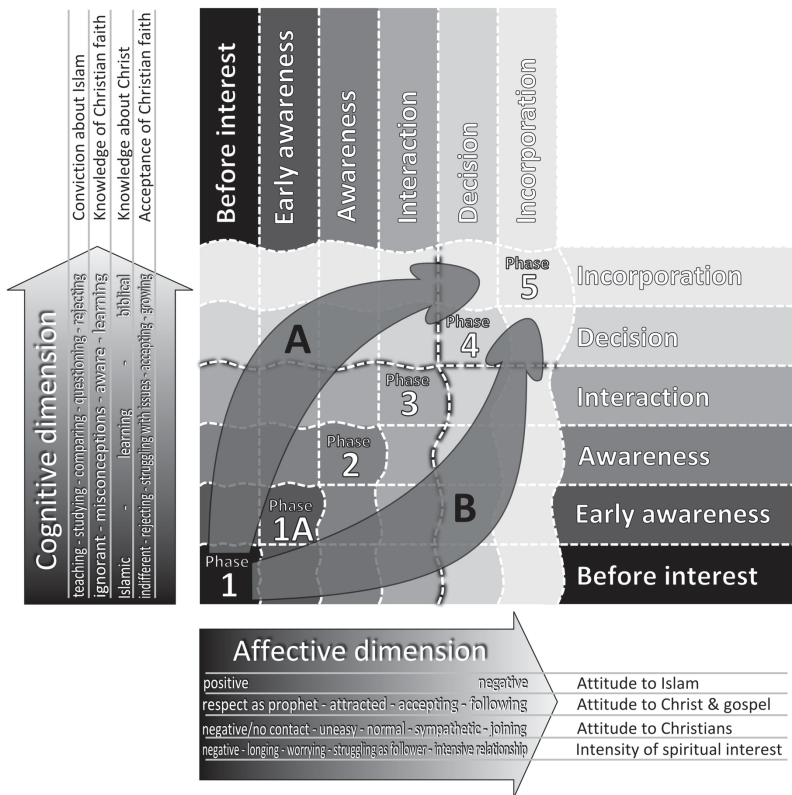 Conviction about Islam
Knowledge of Christian faith
Knowledge about Christ
Acceptance of Christian faith
Before interest
Early awareness
Awareness
Interaction
Decision
Incorporation
Cognitive dimension
teaching - studying - comparing - questioning - rejecting
ignorant - misconceptions - aware - learning
Islamic - learning - biblical
indifferent - rejecting - struggling with issues - accepting - growing
A
B
Phase
5
Phase
4
Phase
3
Phase
2
Phase
1A
Phase
1
Incorporation
Decision
Interaction
Awareness
Early awareness
Before interest
Affective dimension
positive negative Attitude to Islam
respect as prophet - attracted - accepting - following Attitude to Christ & gospel
negative/no contact - uneasy - normal - sympathetic - joining Attitude to Christians
negative - longing - worrying - struggling as follower - intensive relationship Intensity of spiritual interest